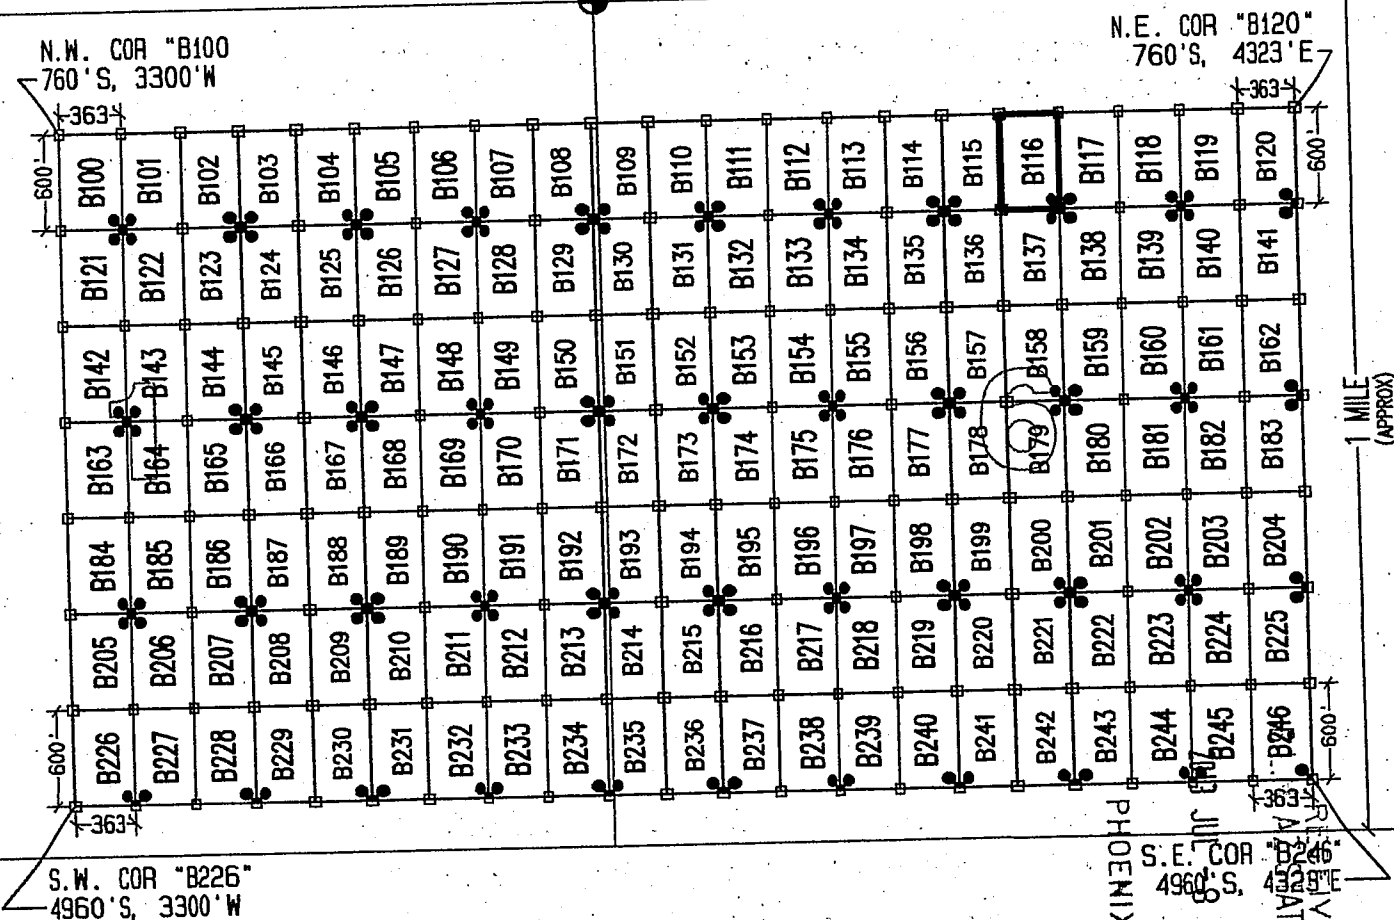 N.W. COR "B100
760'S, 3300'W
N.E. COR "B120"
760'S, 4323'E
363
363
600'
600'
B100 B101 B102 B103 B104 B105 B106 B107 B108 B109 B110 B111 B112 B113 B114 B115 B116 B117 B118 B119 B120
B121 B122 B123 B124 B125 B126 B127 B128 B129 B130 B131 B132 B133 B134 B135 B136 B137 B138 B139 B140 B141
B142 B143 B144 B145 B146 B147 B148 B149 B150 B151 B152 B153 B154 B155 B156 B157 B158 B159 B160 B161 B162
B163 B164 B165 B166 B167 B168 B169 B170 B171 B172 B173 B174 B175 B176 B177 B178 B179 B180 B181 B182 B183
B184 B185 B186 B187 B188 B189 B190 B191 B192 B193 B194 B195 B196 B197 B198 B199 B200 B201 B202 B203 B204
B205 B206 B207 B208 B209 B210 B211 B212 B213 B214 B215 B216 B217 B218 B219 B220 B221 B222 B223 B224 B225
B226 B227 B228 B229 B230 B231 B232 B233 B234 B235 B236 B237 B238 B239 B240 B241 B242 B243 B244 B245 B246
1 MILE
(APPROX)
600'
600'
363
363
S.W. COR "B226"
4960'S, 3300'W
S.E. COR "B246"
4960'S, 4323'E
JUL
PHOENIX